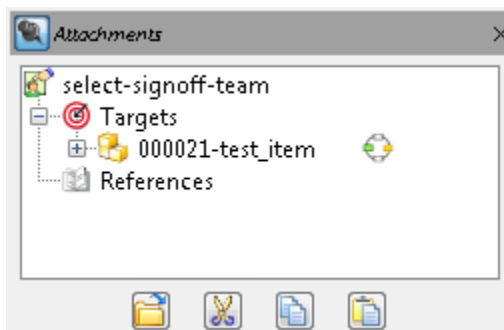 Attachments
select-signoff-team
Targets
000021-test_item
References